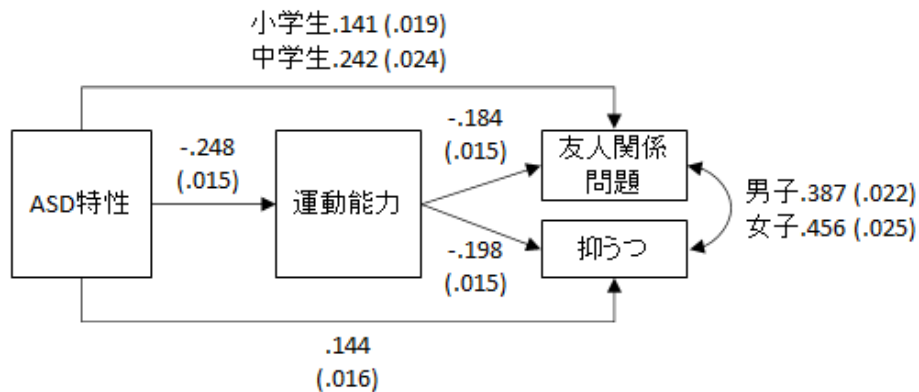 小学生.141 (.019)
中学生.242 (.024)
-.248
(.015)
-.184
(.015)
ASD特性
運動能力
友人関係
問題
男子.387 (.022)
女子.456 (.025)
-.198
(.015)
抑うつ
.144
(.016)